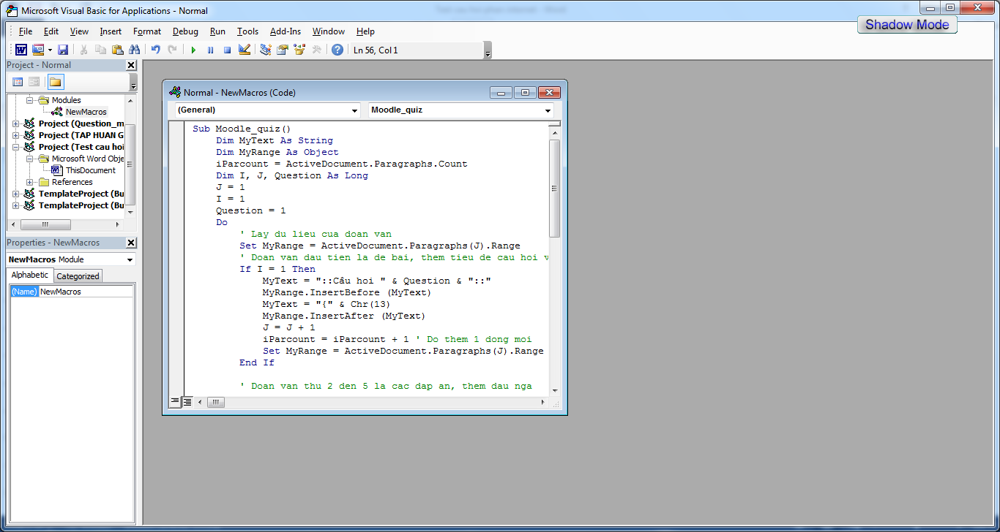 Microsoft Visual Basic for Applications - Normal
Shadow Mode
File Edit View Insert Format Debug Run Tools Add-Ins Window Help
Ln 56, Col 1
Project - Normal
Modules
NewMacros
Project (Question_m
Project (TAP HUAN G
Project (Test cau hoi
Microsoft Word Obje
ThisDocument
References
TemplateProject (Bu
TemplateProject (Bu
Properties - NewMacros
NewMacros Module
Alphabetic Categorized
(Name) NewMacros
Normal - NewMacros (Code)
(General) Moodle_quiz
Sub Moodle_quiz()
Dim MyText As String
Dim MyRange As Object
iParcount = ActiveDocument.Paragraphs.Count
Dim I, J, Question As Long
J = 1
I = 1
Question = 1
Do
' Lay du lieu cua doan van
Set MyRange = ActiveDocument.Paragraphs(J).Range
' Doan van dau tien la de bai, them tieu de cau hoi v
If I = 1 Then
MyText = "::Câu hoi " & Question & "::"
MyRange.InsertBefore (MyText)
MyText = "{" & Chr(13)
MyRange.InsertAfter (MyText)
J = J + 1
iParcount = iParcount + 1 ' Do them 1 dong moi
Set MyRange = ActiveDocument.Paragraphs(J).Range
End If
' Doan van thu 2 den 5 la cac dap an, them dau nga